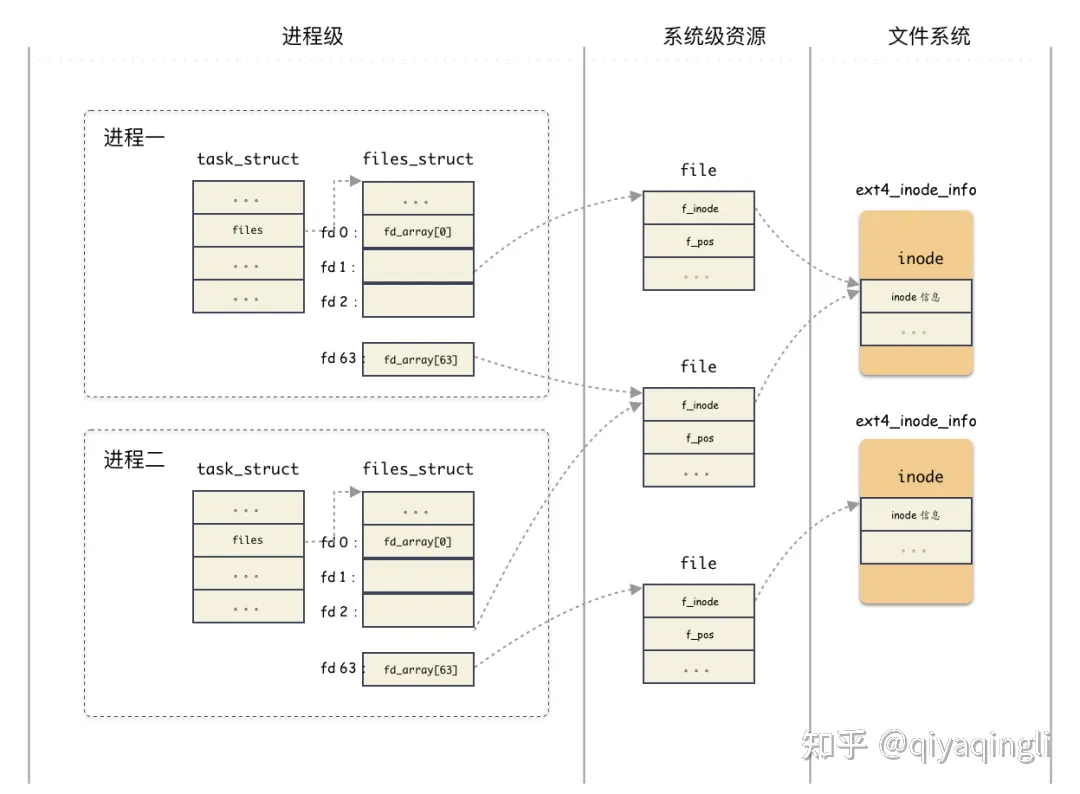 进程级
系统级资源
文件系统
进程一
task_struct
files_struct
。。。
files
。。。
。。。
。。。
fd 0 :
fd_array[0]
fd 1 :
fd 2 :
fd 63 :
fd_array[63]
进程二
task_struct
files_struct
。。。
files
。。。
。。。
。。。
fd 0 :
fd_array[0]
fd 1 :
fd 2 :
fd 63 :
fd_array[63]
file
f_inode
f_pos
。。。
file
f_inode
f_pos
。。。
file
f_inode
f_pos
。。。
ext4_inode_info
inode
inode 信息
。。。
ext4_inode_info
inode
inode 信息
。。。
知乎 @qiyaqingli